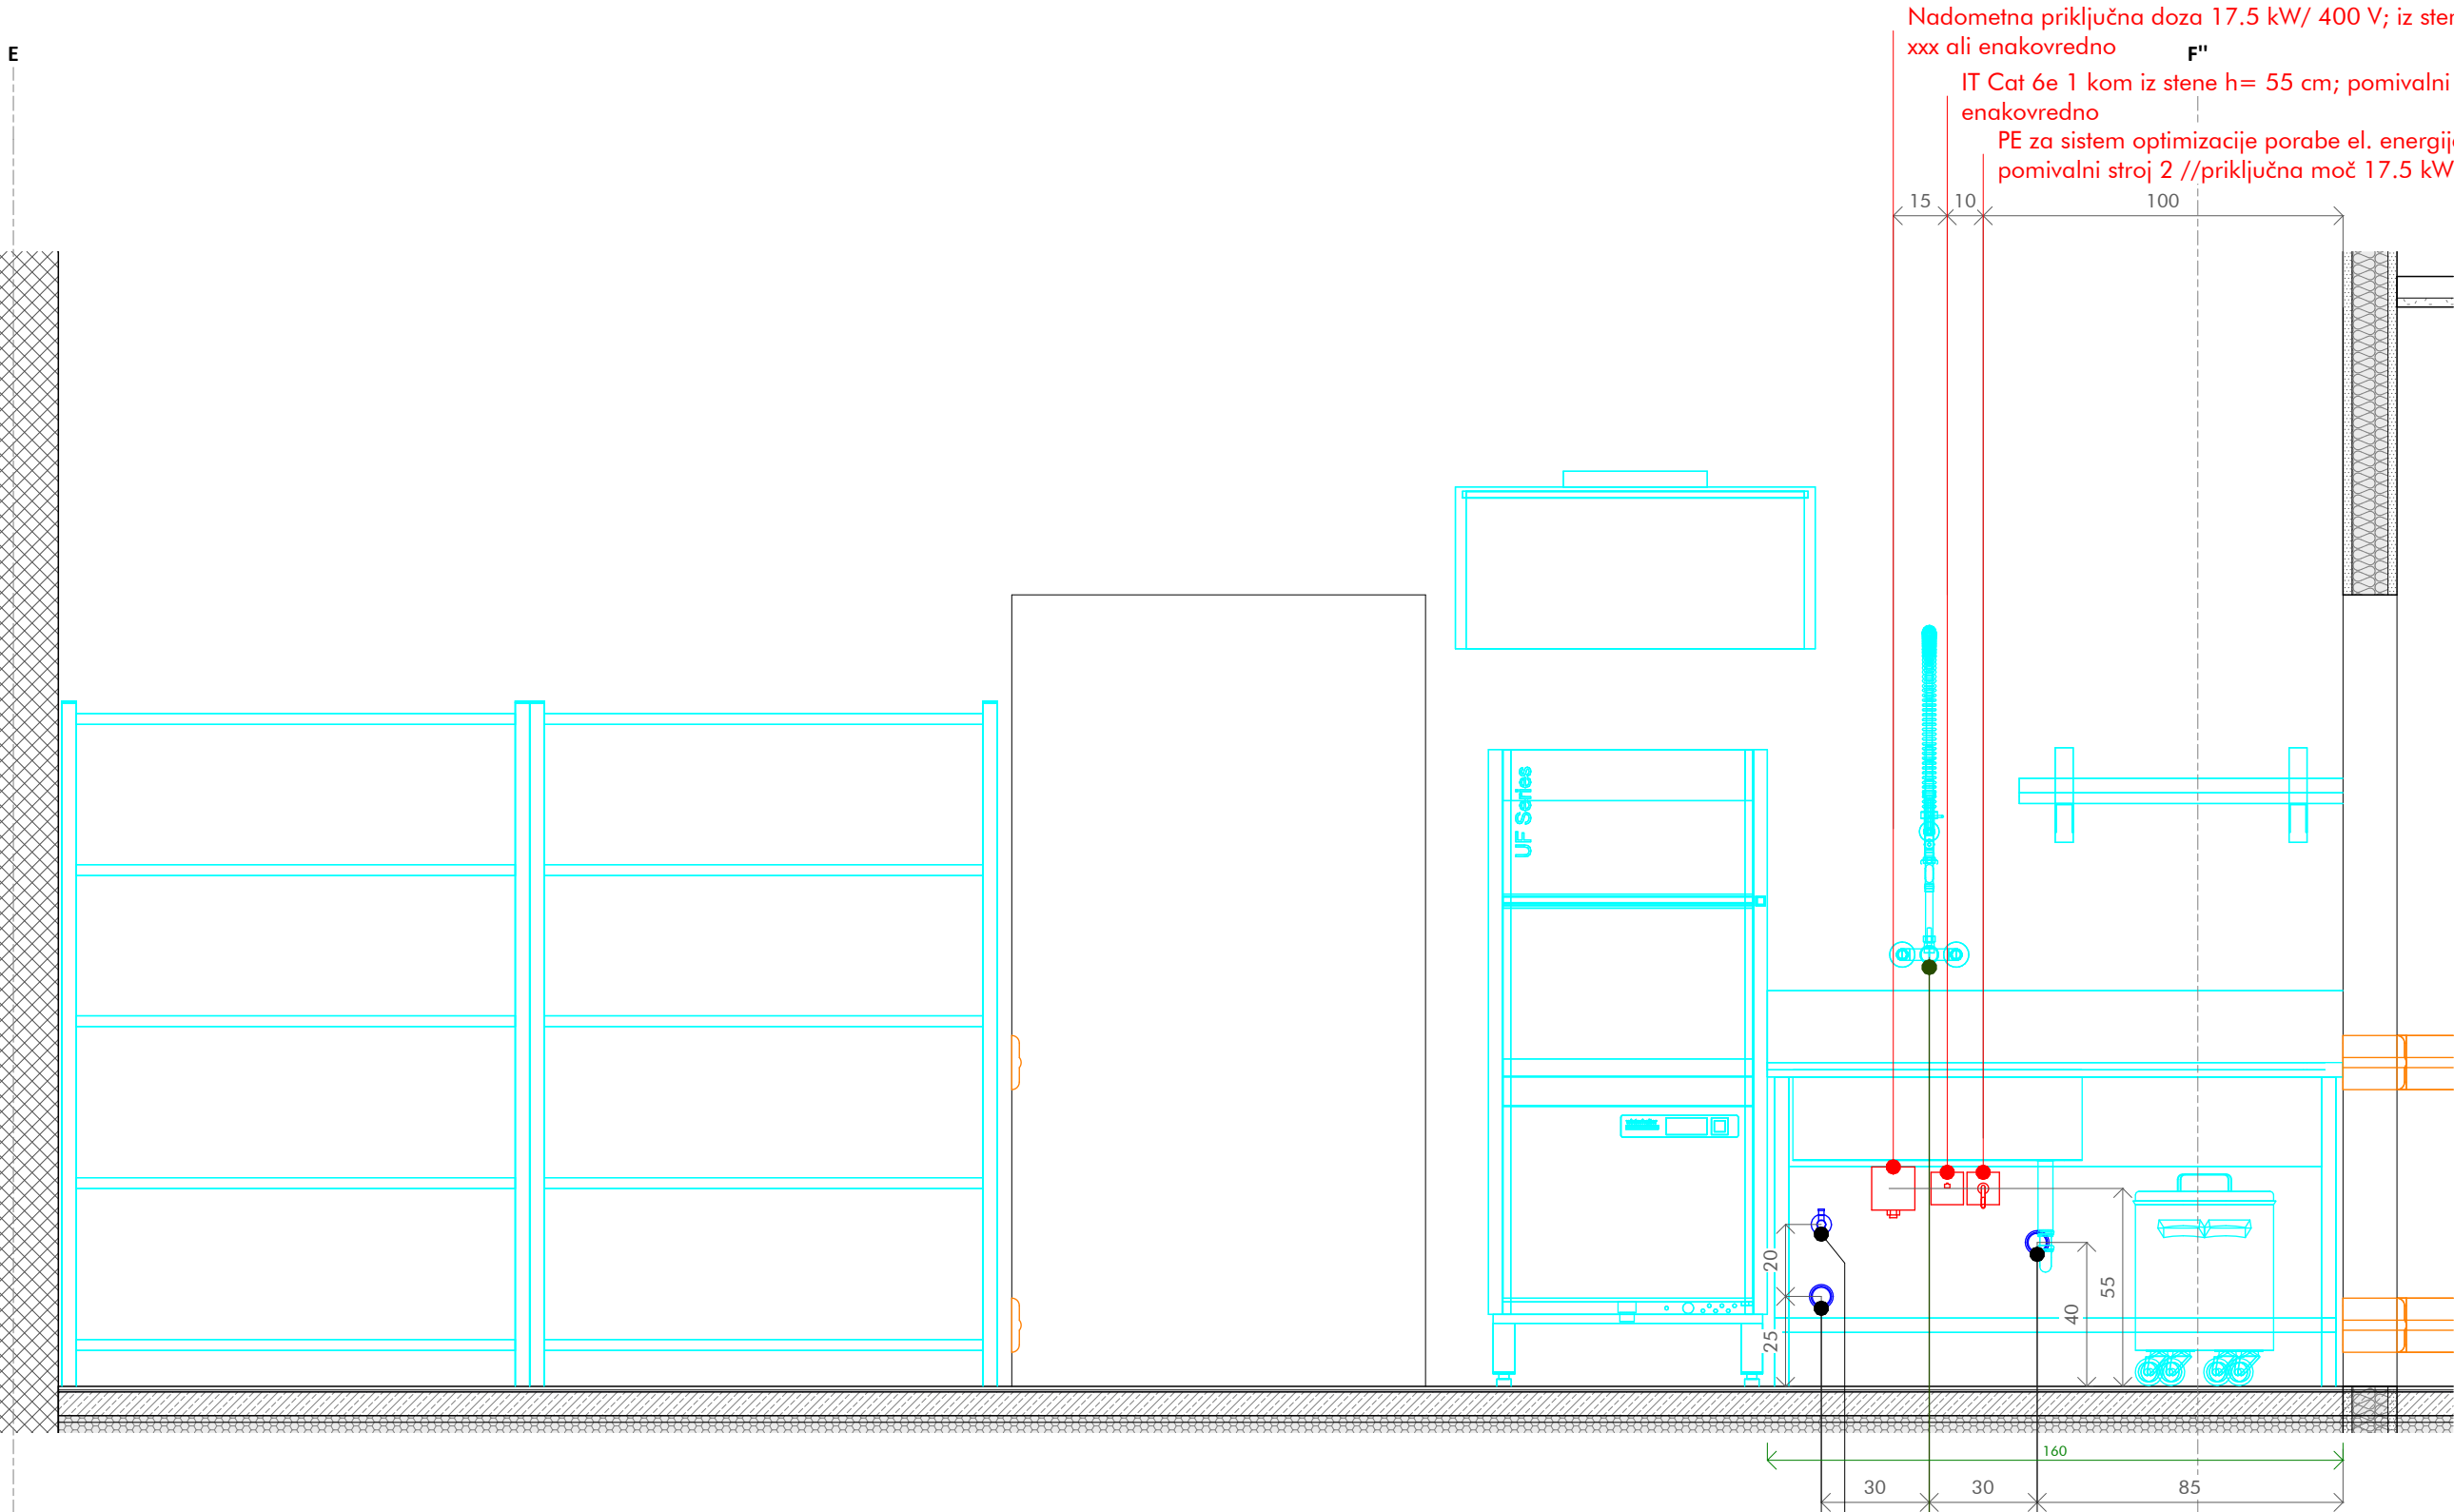 Nadometna priključna doza 17.5 kW/ 400 V; iz
xxx ali enakovredno
E
F"
IT Cat 6e 1 kom iz stene h= 55 cm; pomivalni
enakovredno
PE za sistem optimizacije porabe el.
pomivalni stroj 2 //priključna moč 17.5 kW
15
10
100
UF Series
20
55
40
25
160
30
30
85